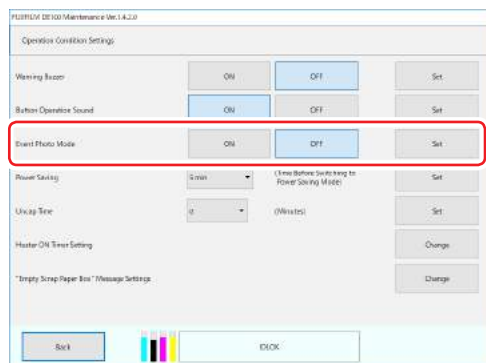 FUJIFILM DE100 Maintenance Ver.1.4.2.0
Operation Condition Settings
Warning Buzzer ON OFF Set
Button Operation Sound ON OFF Set
Event Photo Mode ON OFF Set
Power Saving 5 min (Time Before Switching to Power Saving Mode) Set
Uncap Time 0 (Minutes) Set
Heater ON Timer Setting Change
"Empty Scrap Paper Box" Message Settings Change
Back